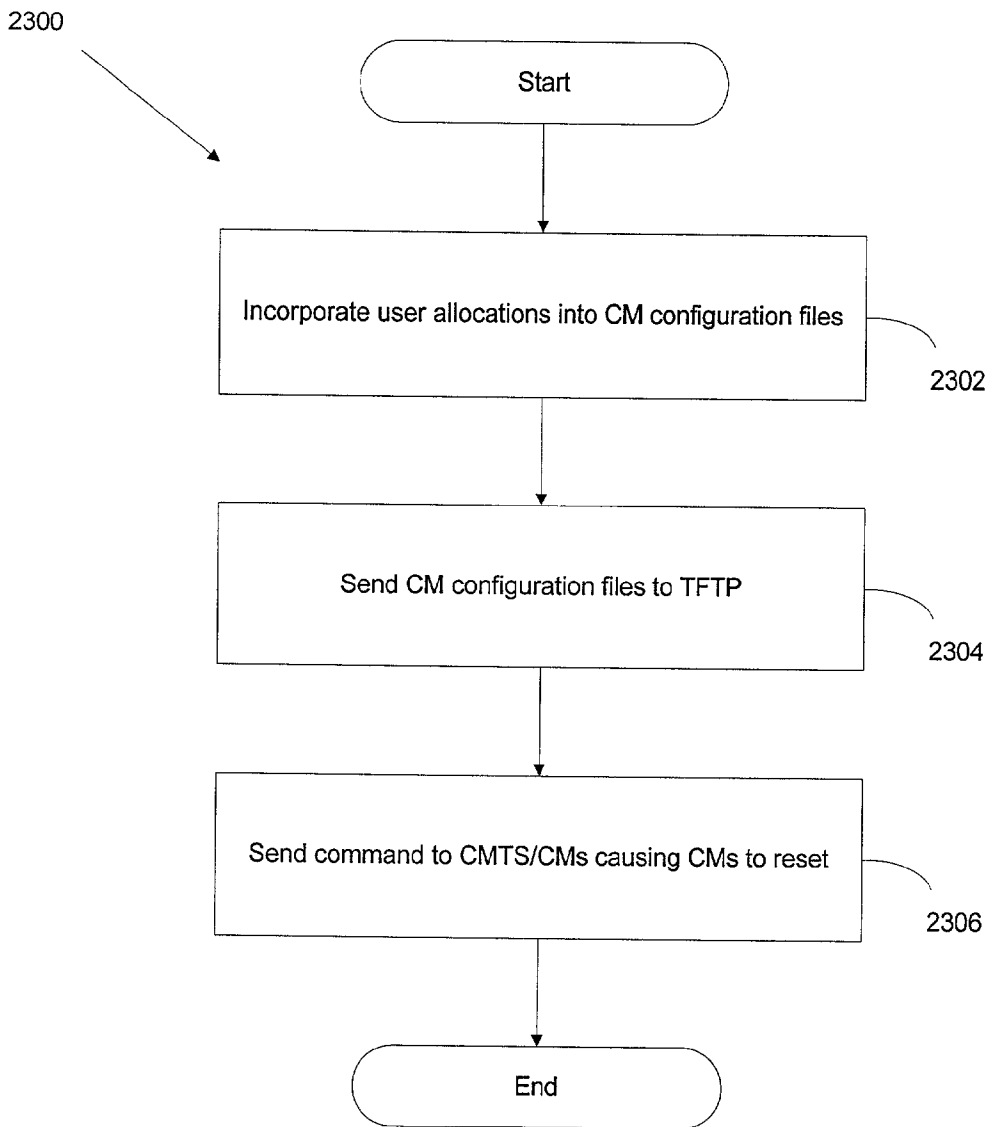 2300
Start
Incorporate user allocations into CM configuration files
2302
Send CM configuration files to TFTP
2304
Send command to CMTS/CMs causing CMs to reset
2306
End